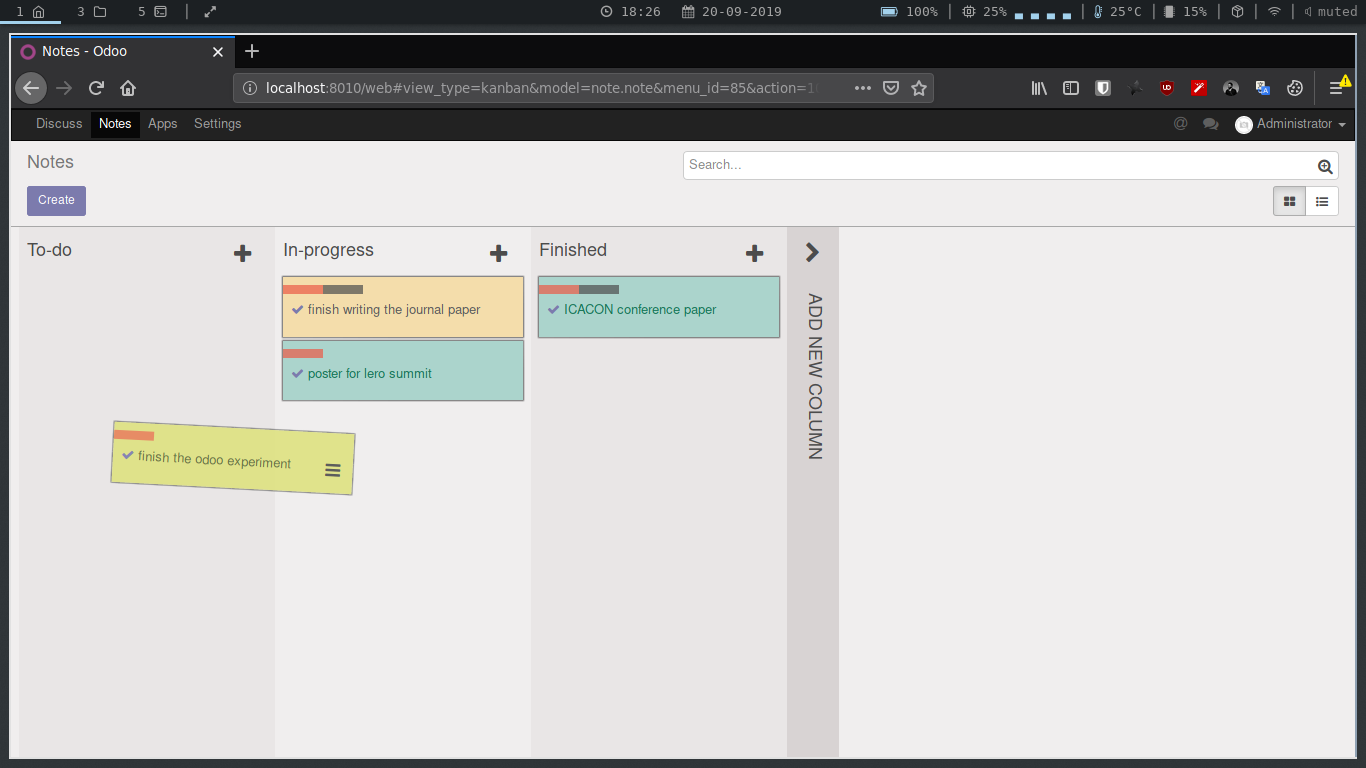 1 3 5 18:26 20-09-2019 100% 25% 25°C 15% muted
Notes - Odoo
localhost:8010/web#view_type=kanban&model=note.note&menu_id=85&action=1
Discuss Notes Apps Settings @ Administrator
Notes
Search...
Create
To-do In-progress Finished
finish writing the journal paper
ICACON conference paper
poster for lero summit
finish the odoo experiment
ADD NEW COLUMN